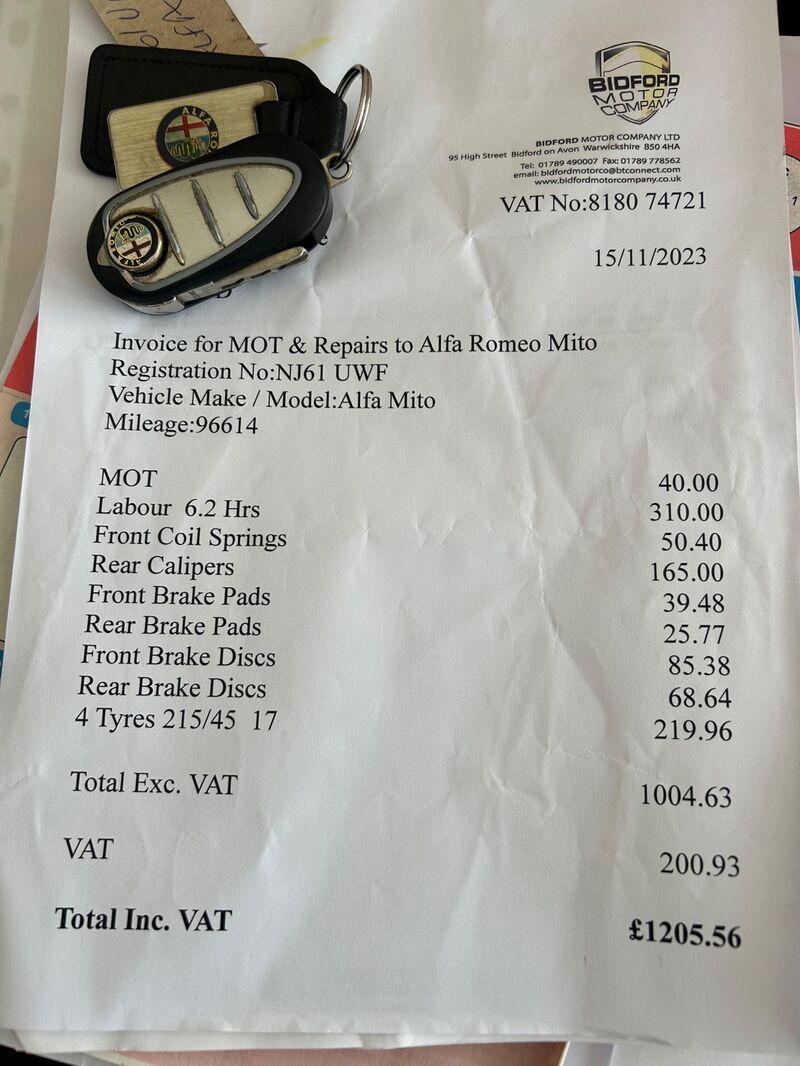 BIDFORD
MOTOR
COMPANY
BIDFORD MOTOR COMPANY LTD
95 High Street Bidford on Avon Warwickshire B50 4HA
Tel: 01789 490007 Fax: 01789 778562
email: bidfordmotorco@btconnect.com
www.bidfordmotorcompany.co.uk
VAT No:8180 74721
15/11/2023
ALFA RO
ALFA ROMEO
Invoice for MOT & Repairs to Alfa Romeo Mito
Registration No:NJ61 UWF
Vehicle Make / Model:Alfa Mito
Mileage:96614
MOT 40.00
Labour 6.2 Hrs 310.00
Front Coil Springs 50.40
Rear Calipers 165.00
Front Brake Pads 39.48
Rear Brake Pads 25.77
Front Brake Discs 85.38
Rear Brake Discs 68.64
4 Tyres 215/45 17 219.96
Total Exc. VAT 1004.63
VAT 200.93
Total Inc. VAT £1205.56